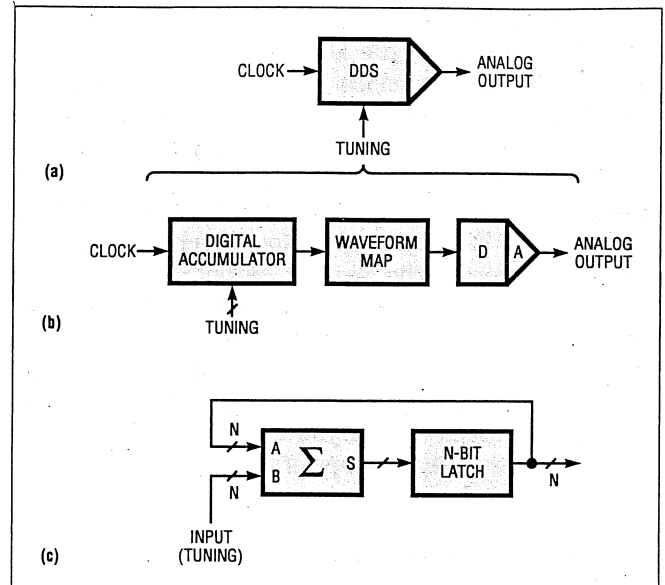 CLOCK
DDS
ANALOG
OUTPUT
TUNING
(a)
CLOCK
DIGITAL
ACCUMULATOR
WAVEFORM
MAP
D
A
ANALOG
OUTPUT
TUNING
(b)
N
A
Σ
S
B
N
N-BIT
LATCH
N
INPUT
(TUNING)
(c)